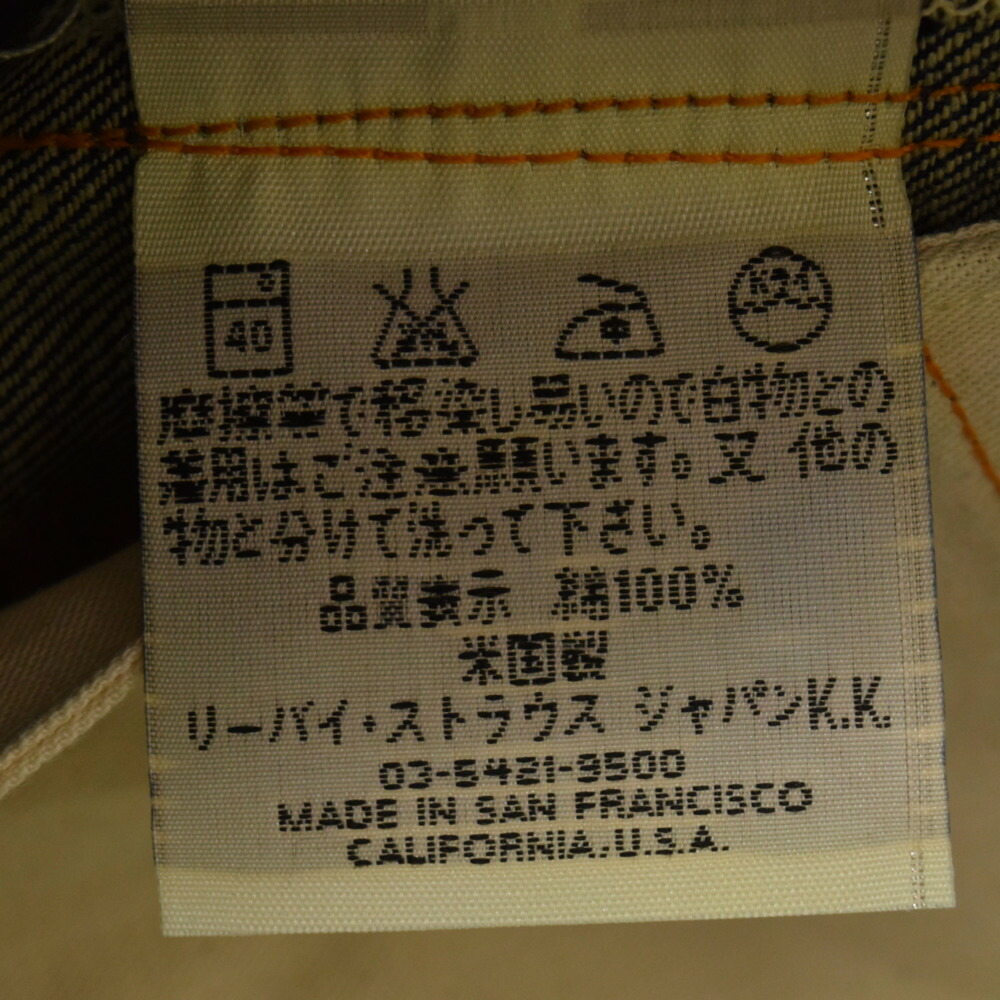 40
摩擦等で移染し易いので白物との
着用はご注意願います。又 他の
物と分けて洗って下さい。
品質表示 綿100%
米国製
リーバイ・ストラウス ジャパンK.K.
03-5421-9500
MADE IN SAN FRANCISCO
CALIFORNIA, U.S.A.